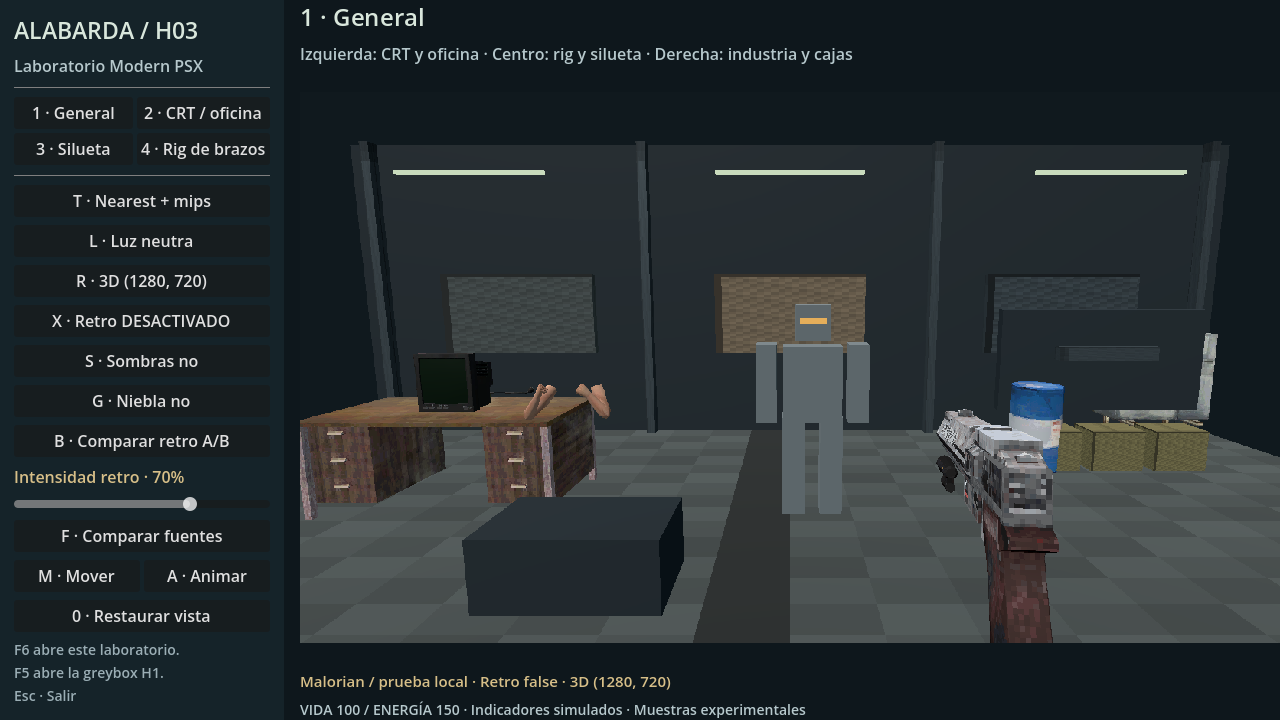 ALABARDA / H03
Laboratorio Modern PSX
1 · General
2 · CRT / oficina
3 · Silueta
4 · Rig de brazos
T · Nearest + mips
L · Luz neutra
R · 3D (1280, 720)
X · Retro DESACTIVADO
S · Sombras no
G · Niebla no
B · Comparar retro A/B
Intensidad retro · 70%
F · Comparar fuentes
M · Mover
A · Animar
0 · Restaurar vista
F6 abre este laboratorio.
F5 abre la greybox H1.
Esc · Salir
1 · General
Izquierda: CRT y oficina · Centro: rig y silueta · Derecha: industria y cajas
Malorian / prueba local · Retro false · 3D (1280, 720)
VIDA 100 / ENERGÍA 150 · Indicadores simulados · Muestras experimentales